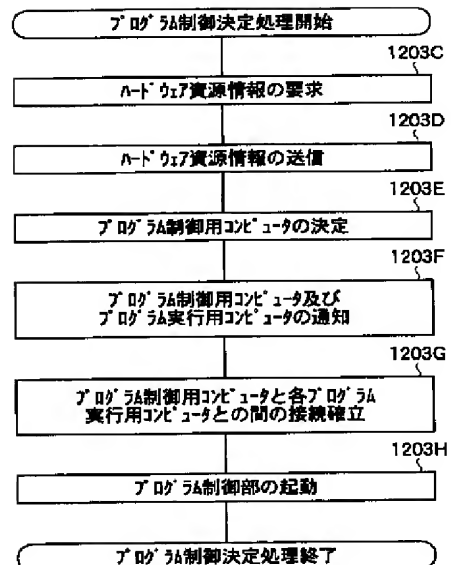 プログラム制御決定処理開始
1203C
ハードウェア資源情報の要求
1203D
ハードウェア資源情報の送信
1203E
プログラム制御用コンピュータの決定
1203F
プログラム制御用コンピュータ及び
プログラム実行用コンピュータの通知
1203G
プログラム制御用コンピュータと各プログラム
実行用コンピュータとの間の接続確立
1203H
プログラム制御部の起動
プログラム制御決定処理終了